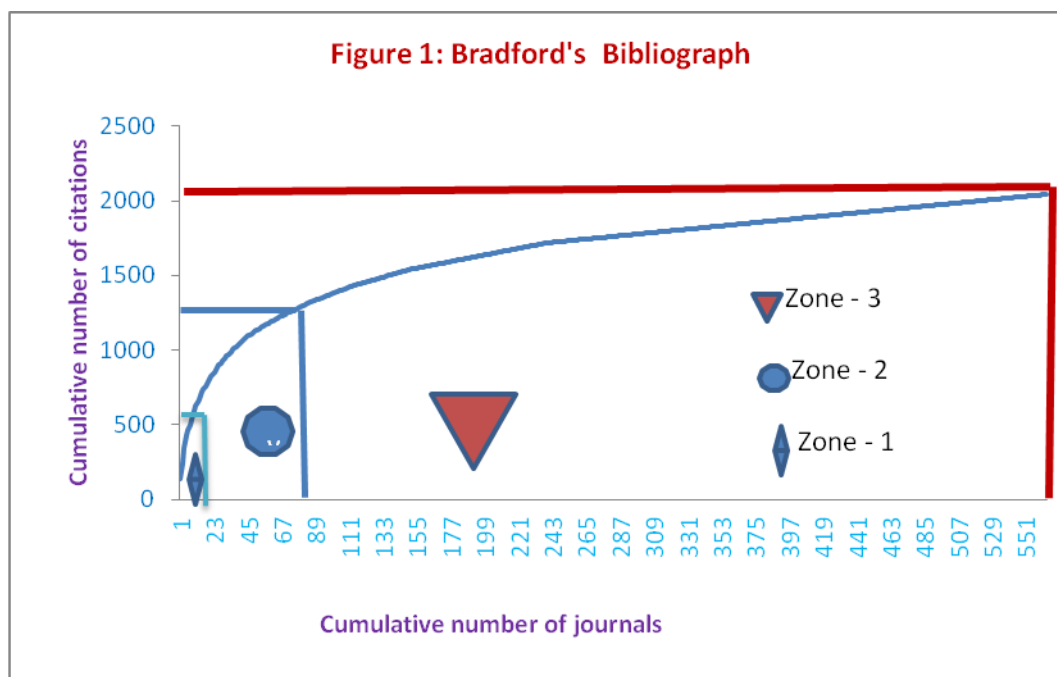 Figure 1: Bradford's Bibliograph
Cumulative number of citations
2500
2000
1500
1000
500
0
1 23 45 67 89 111 133 155 177 199 221 243 265 287 309 331 353 375 397 419 441 463 485 507 529 551
Cumulative number of journals
Zone - 3
Zone - 2
Zone - 1